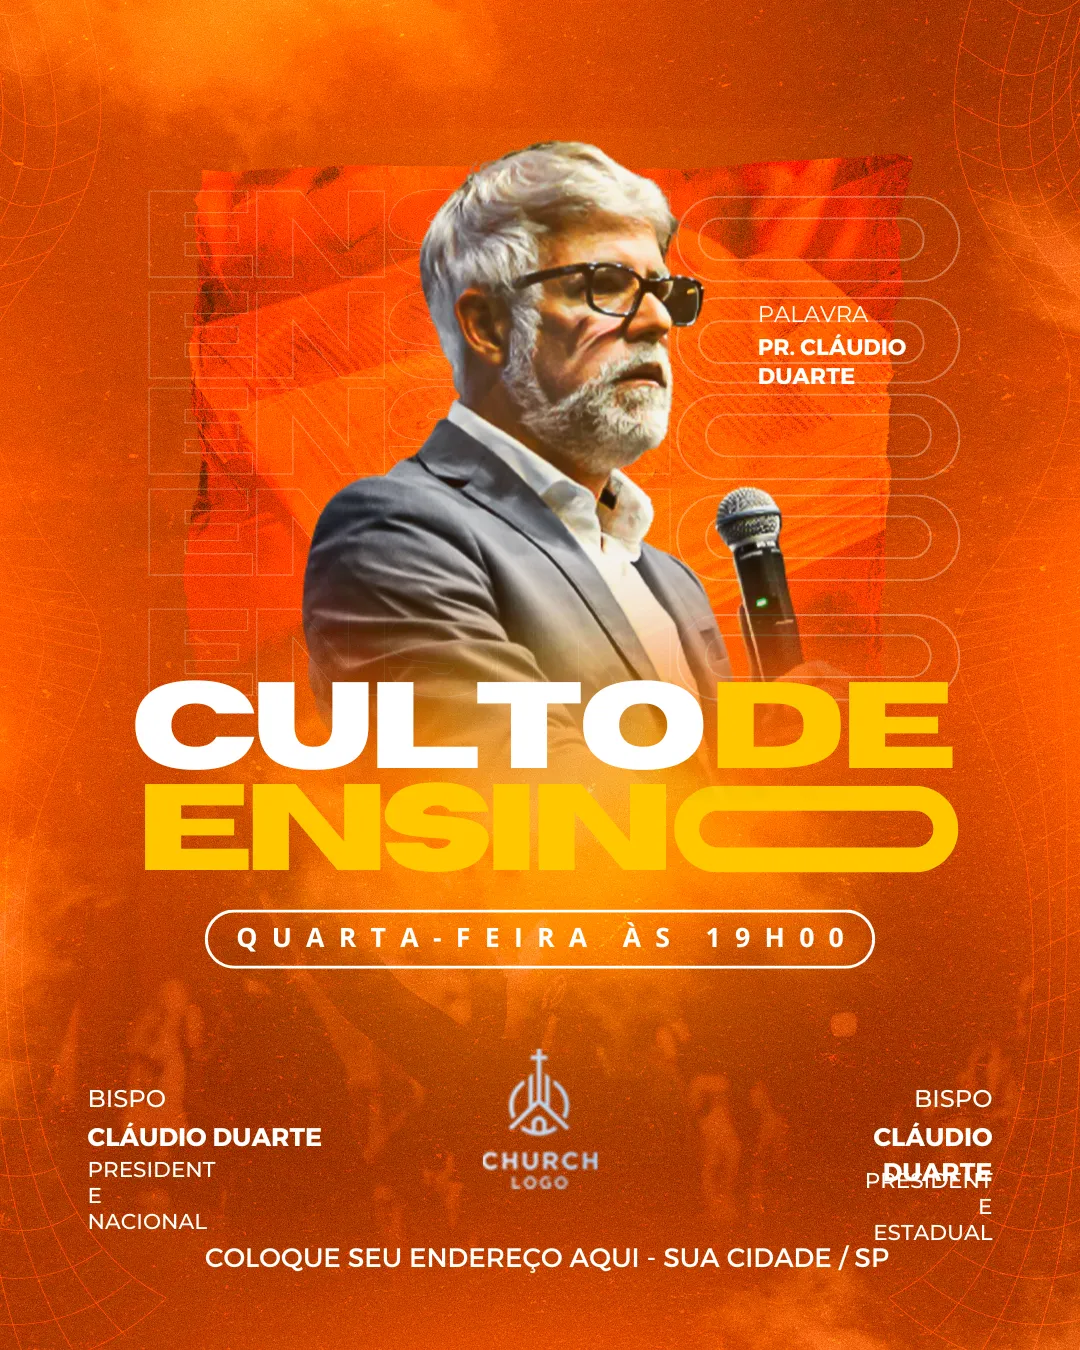 PALAVRA
PR. CLÁUDIO
DUARTE
CULTO DE
ENSINO
QUARTA-FEIRA ÀS 19H00
BISPO
CLÁUDIO DUARTE
PRESIDENT
E
NACIONAL
CHURCH
LOGO
BISPO
CLÁUDIO
DUARTE
PRESIDENT
E
ESTADUAL
COLOQUE SEU ENDEREÇO AQUI - SUA CIDADE / SP